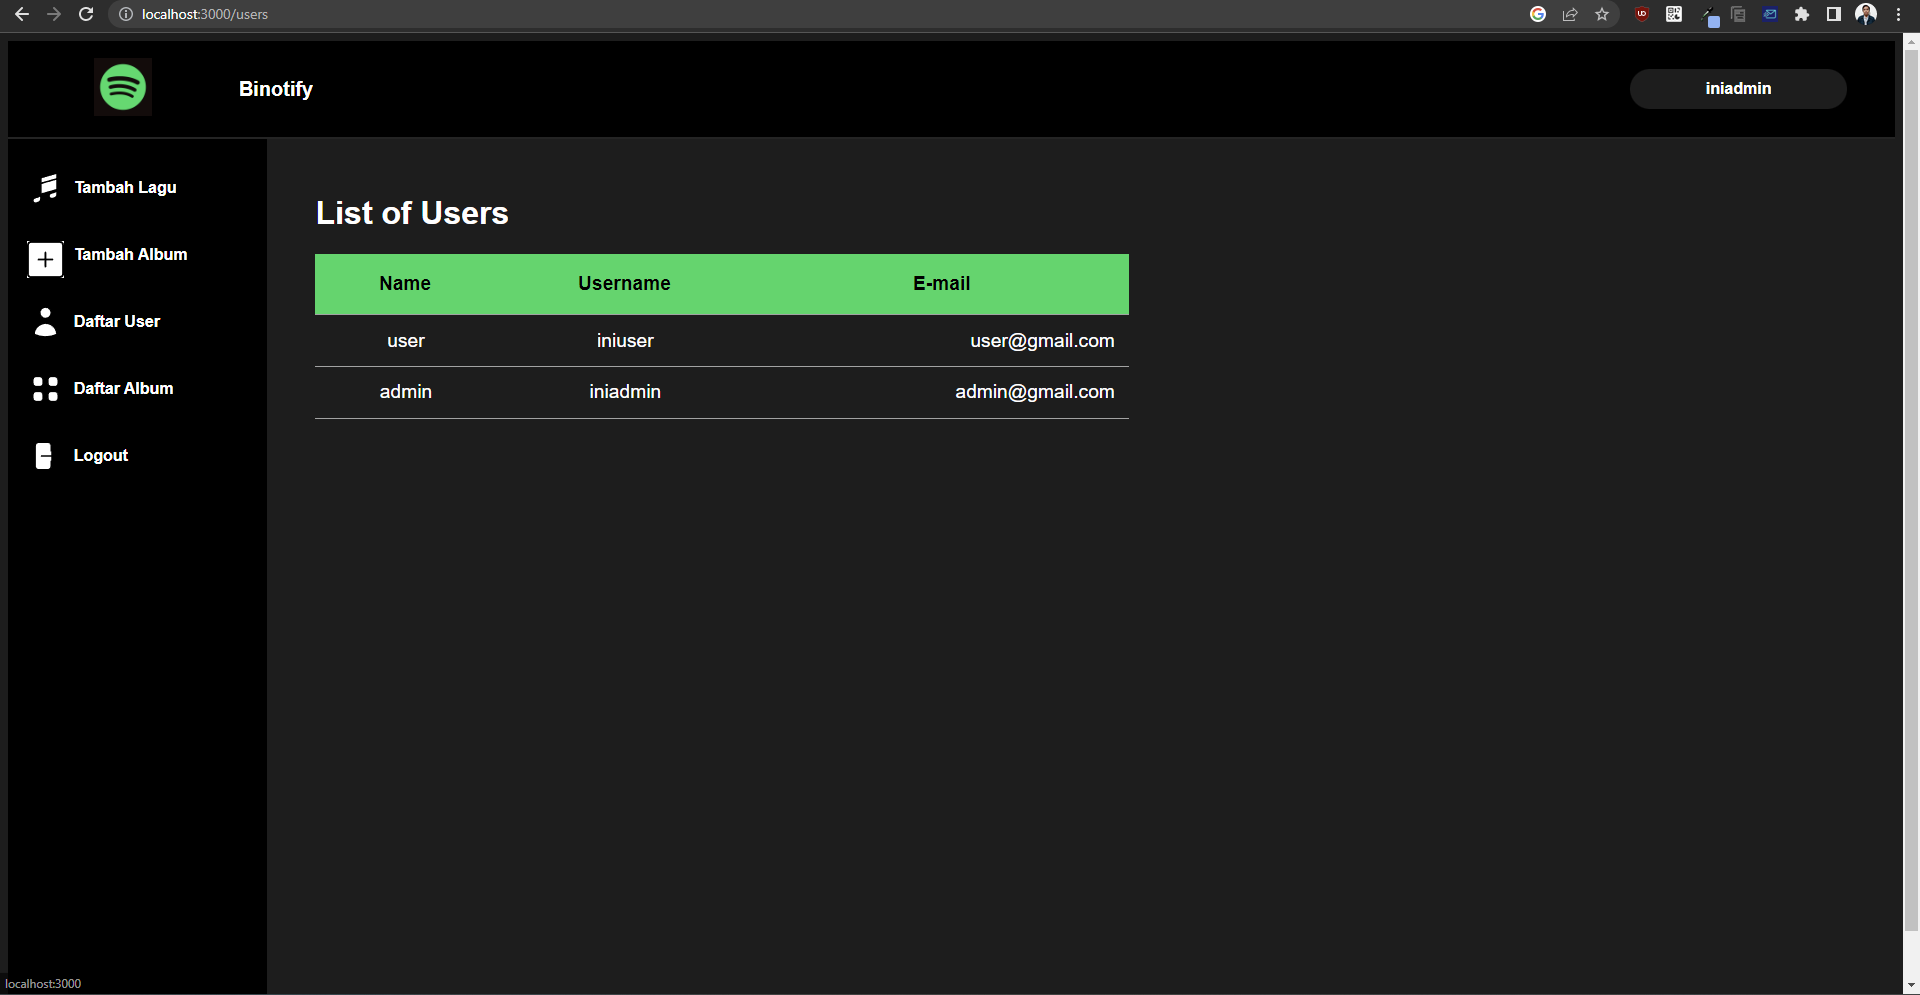 localhost:3000/users
Binotify
iniadmin
Tambah Lagu
Tambah Album
Daftar User
Daftar Album
Logout
List of Users
Name Username E-mail
user iniuser user@gmail.com
admin iniadmin admin@gmail.com
localhost:3000